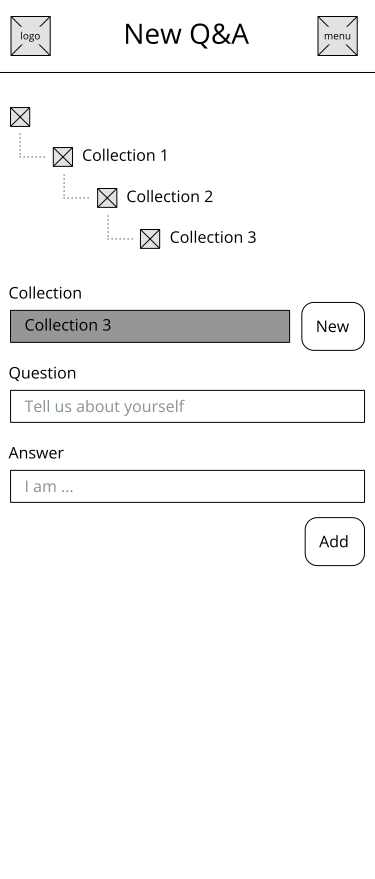 logo
New Q&A
menu
Collection 1
Collection 2
Collection 3
Collection
Collection 3
New
Question
Tell us about yourself
Answer
I am ...
Add